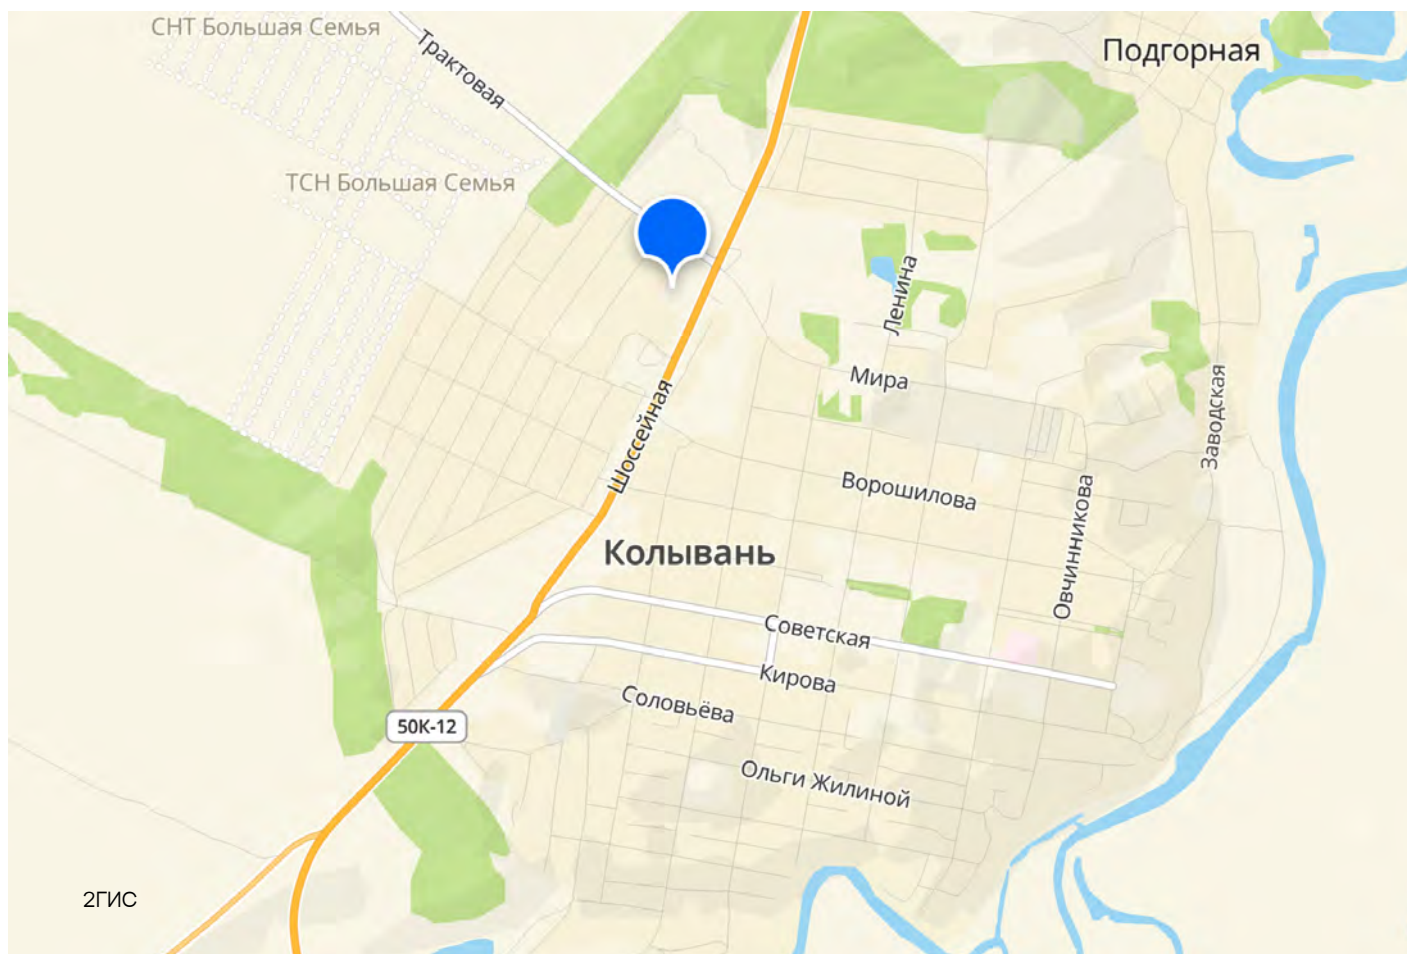 СНТ Большая Семья
Трактовая
Подгорная
ТСН Большая Семья
Ленина
Мира
Заводская
Шоссейная
Ворошилова
Овчинникова
Колывань
Советская
Кирова
Соловьёва
50К-12
Ольги Жилиной
2ГИС